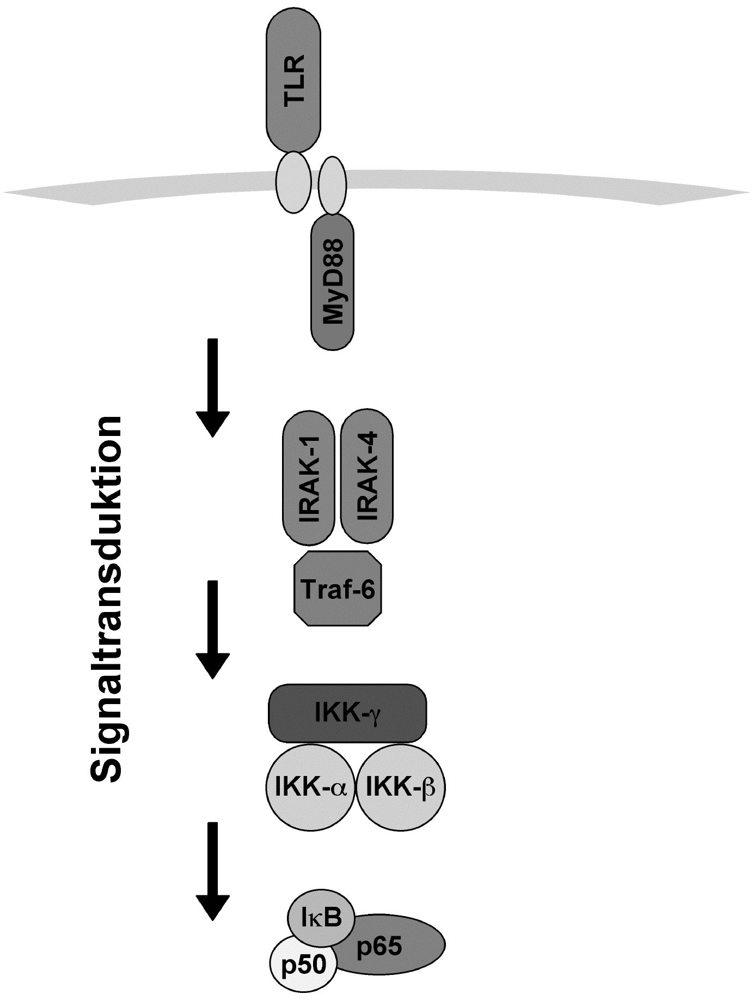 TLR
MyD88
Signaltransduktion
IRAK-1
IRAK-4
Traf-6
IKK-γ
IKK-α
IKK-β
IκB
p65
p50